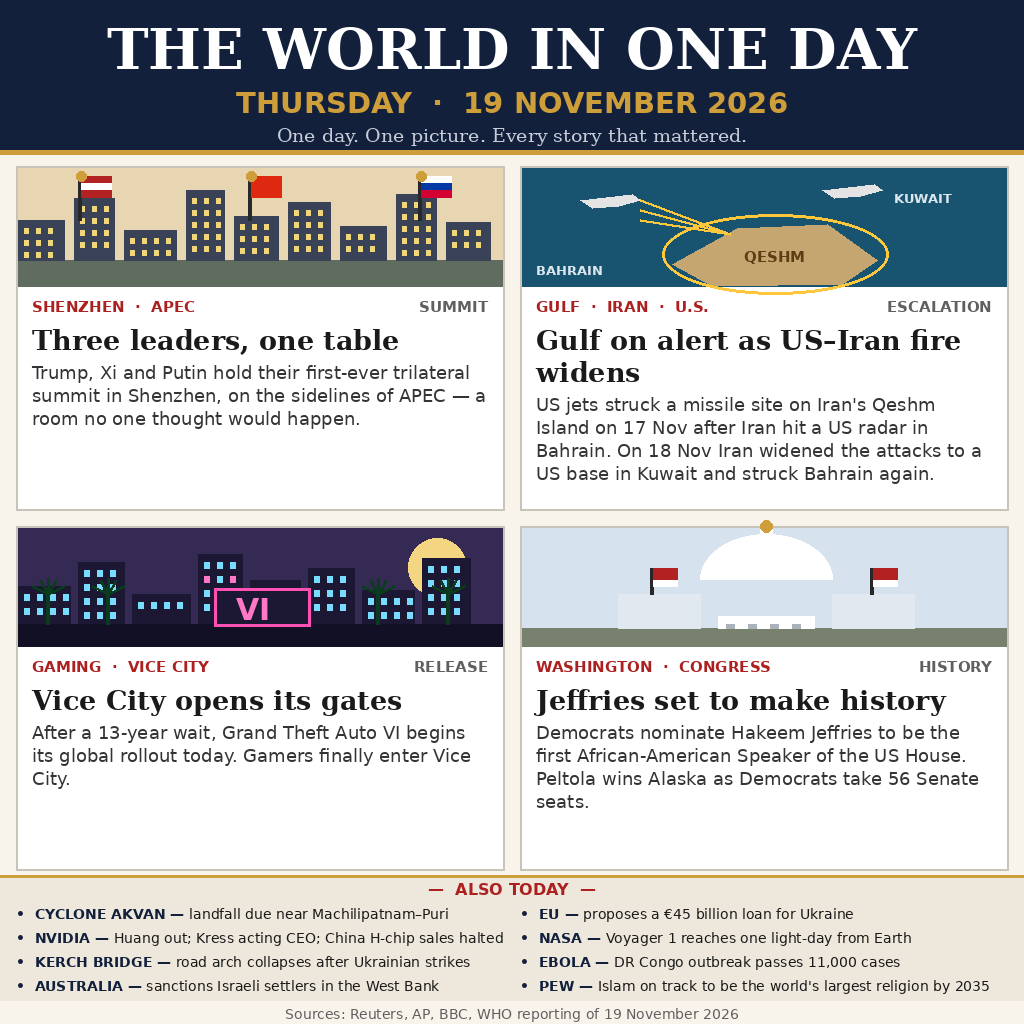 THE WORLD IN ONE DAY
THURSDAY · 19 NOVEMBER 2026
One day. One picture. Every story that mattered.
SHENZHEN · APEC
SUMMIT
Three leaders, one table
Trump, Xi and Putin hold their first-ever trilateral
summit in Shenzhen, on the sidelines of APEC — a
room no one thought would happen.
KUWAIT
QESHM
BAHRAIN
GULF · IRAN · U.S.
ESCALATION
Gulf on alert as US–Iran fire
widens
US jets struck a missile site on Iran's Qeshm
Island on 17 Nov after Iran hit a US radar in
Bahrain. On 18 Nov Iran widened the attacks to a
US base in Kuwait and struck Bahrain again.
VI
GAMING · VICE CITY
RELEASE
Vice City opens its gates
After a 13-year wait, Grand Theft Auto VI begins
its global rollout today. Gamers finally enter Vice
City.
WASHINGTON · CONGRESS
HISTORY
Jeffries set to make history
Democrats nominate Hakeem Jeffries to be the
first African-American Speaker of the US House.
Peltola wins Alaska as Democrats take 56 Senate
seats.
— ALSO TODAY —
• CYCLONE AKVAN — landfall due near Machilipatnam–Puri
• NVIDIA — Huang out; Kress acting CEO; China H-chip sales halted
• KERCH BRIDGE — road arch collapses after Ukrainian strikes
• AUSTRALIA — sanctions Israeli settlers in the West Bank
• EU — proposes a €45 billion loan for Ukraine
• NASA — Voyager 1 reaches one light-day from Earth
• EBOLA — DR Congo outbreak passes 11,000 cases
• PEW — Islam on track to be the world's largest religion by 2035
Sources: Reuters, AP, BBC, WHO reporting of 19 November 2026